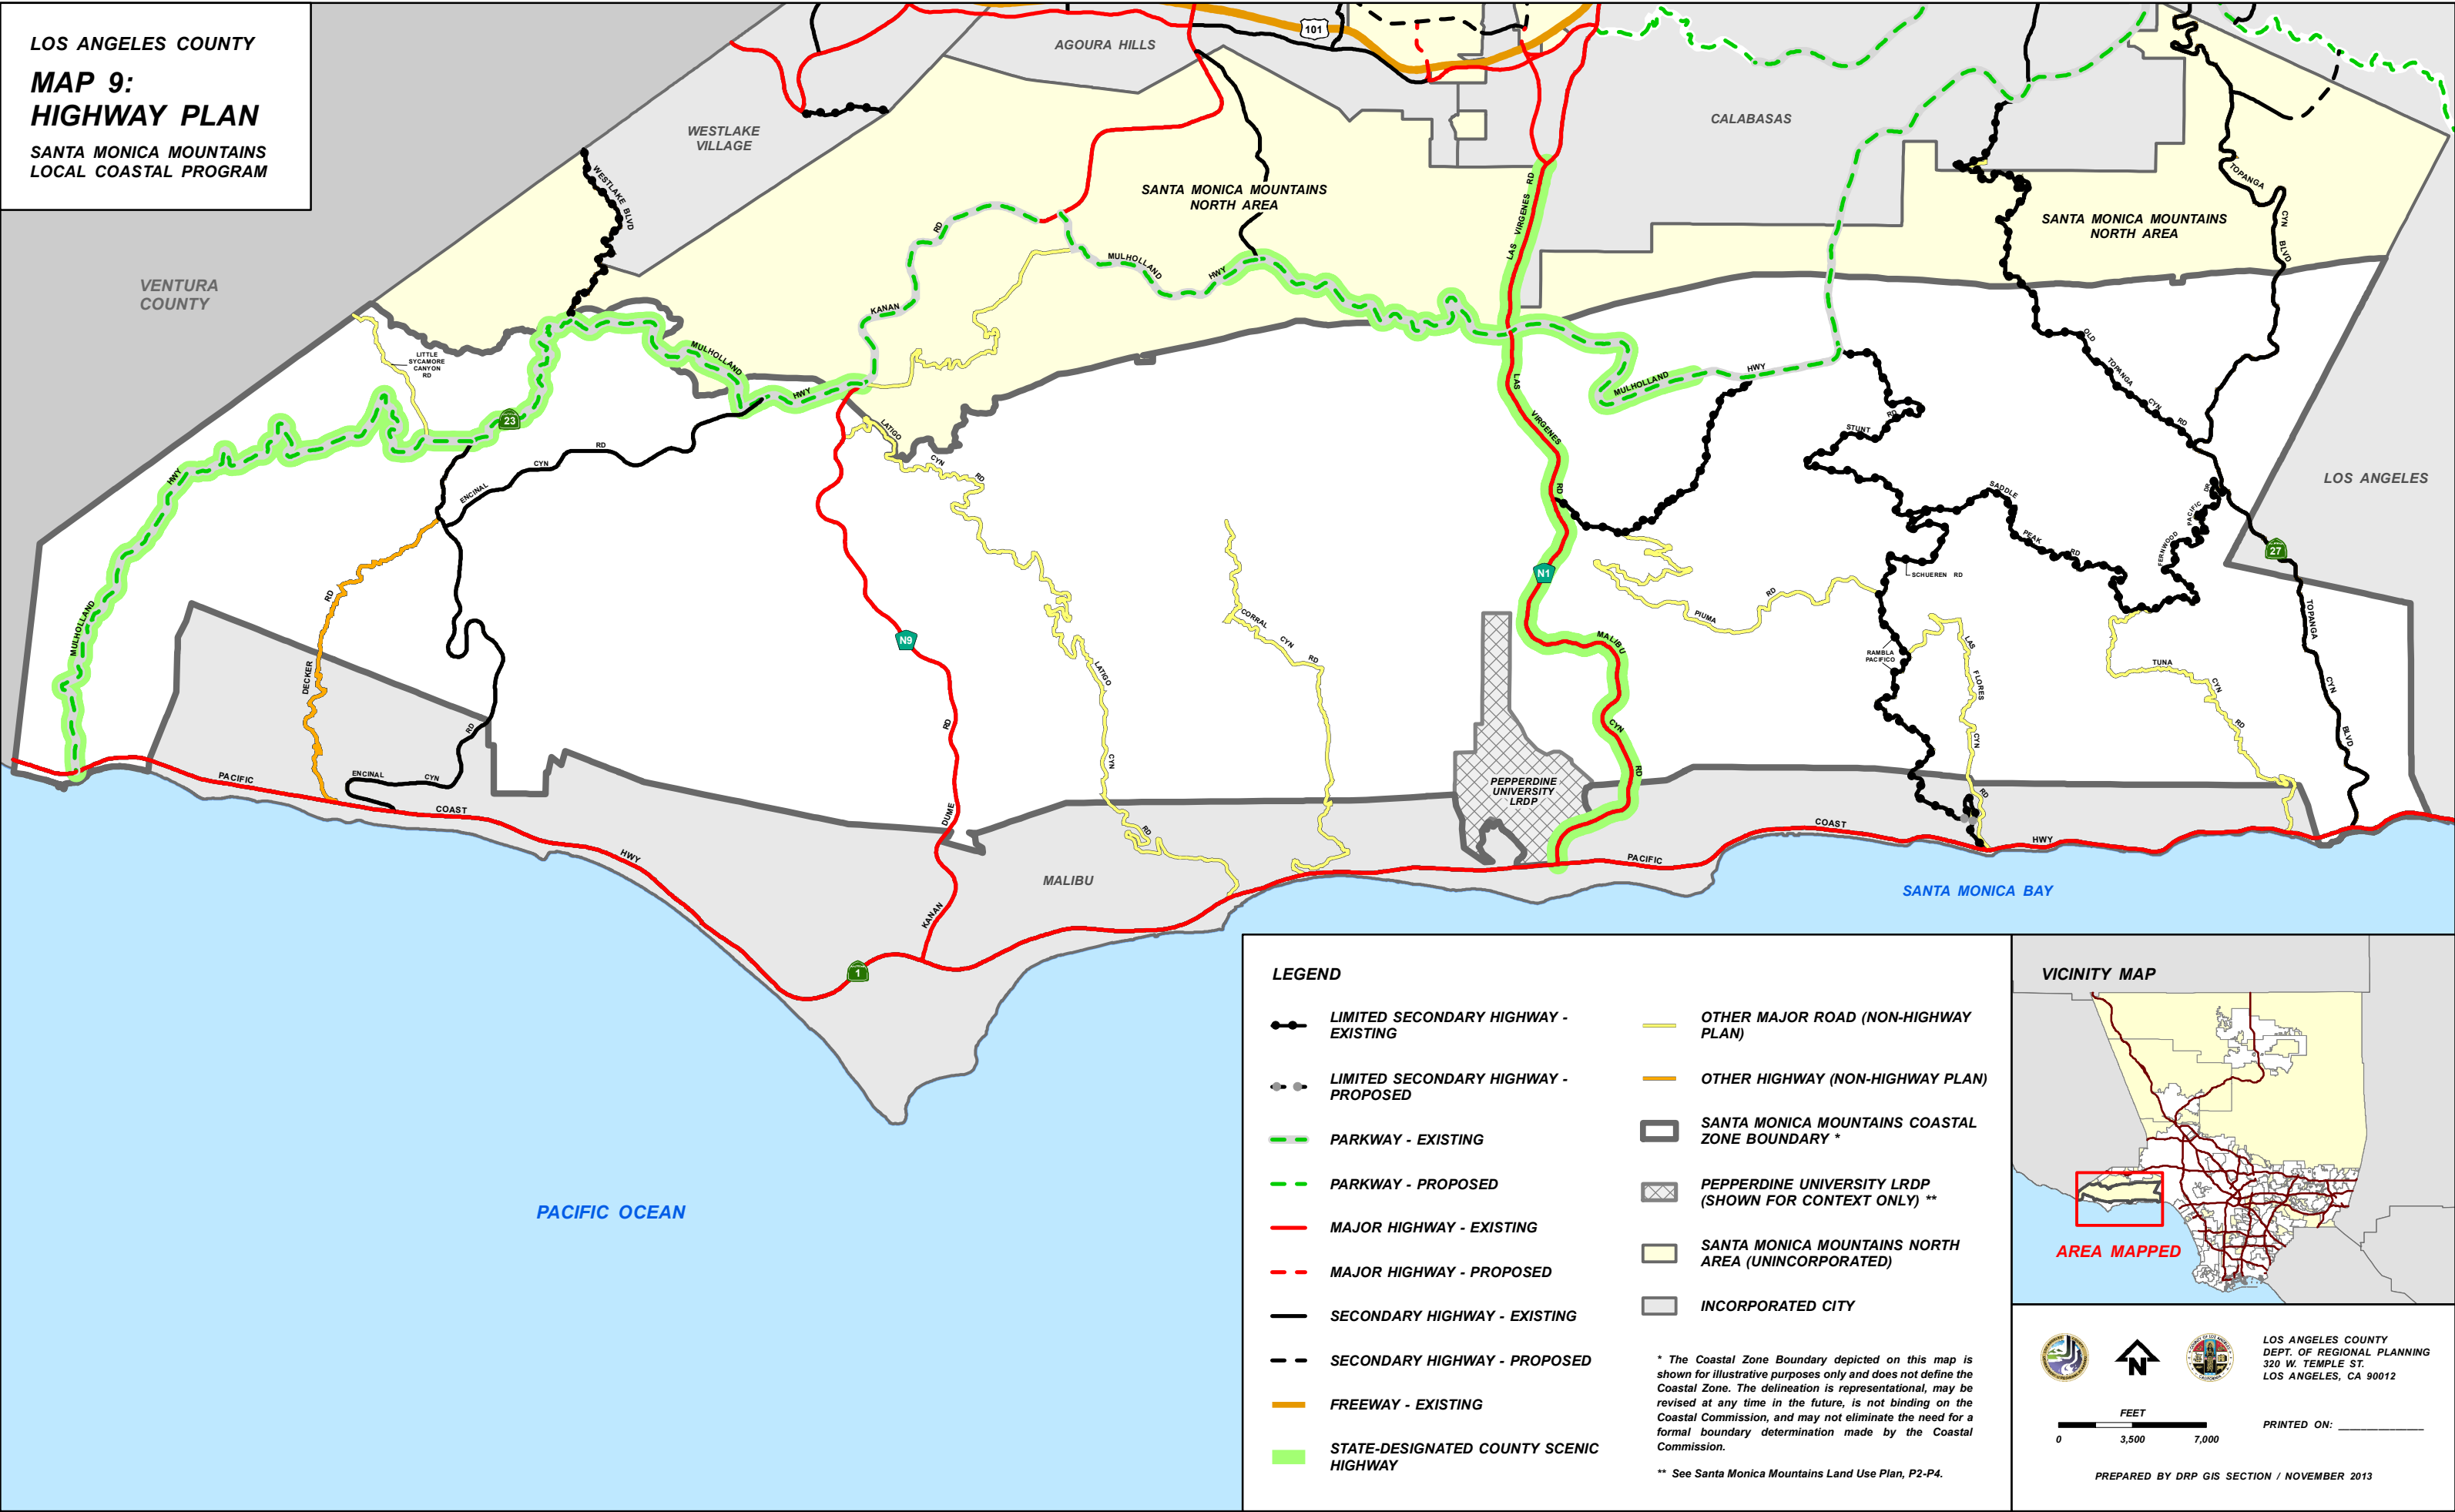 LOS ANGELES COUNTY
MAP 9:
HIGHWAY PLAN
SANTA MONICA MOUNTAINS
LOCAL COASTAL PROGRAM
101
AGOURA HILLS
WESTLAKE
VILLAGE
CALABASAS
SANTA MONICA MOUNTAINS
NORTH AREA
SANTA MONICA MOUNTAINS
NORTH AREA
VENTURA
COUNTY
LOS ANGELES
WESTLAKE BLVD
LITTLE
SYCAMORE
CANYON
RD
KANAN
RD
MULHOLLAND
HWY
MULHOLLAND
HWY
MULHOLLAND
HWY
MULHOLLAND
HWY
LAS VIRGENES RD
LAS
VIRGENES
RD
TOPANGA
CYN
BLVD
OLD
TOPANGA
CYN
RD
23
ENCINAL
CYN
RD
LATIGO
CYN
RD
STUNT
RD
SADDLE
PEAK
RD
FERNWOOD
PACIFIC
DR
27
N1
N9
SCHUEREN RD
PIUMA
RD
DECKER
RD
CORRAL
CYN
RD
MALIBU
CYN
RD
RAMBLA
PACIFICO
LAS
FLORES
CYN
RD
TUNA
CYN
RD
TOPANGA
CYN
BLVD
LATIGO
CYN
RD
RD
ENCINAL
CYN
KANAN
DUME
RD
PEPPERDINE
UNIVERSITY
LRDP
PACIFIC
COAST
HWY
PACIFIC
COAST
HWY
MALIBU
1
SANTA MONICA BAY
PACIFIC OCEAN
LEGEND
LIMITED SECONDARY HIGHWAY -
EXISTING
LIMITED SECONDARY HIGHWAY -
PROPOSED
PARKWAY - EXISTING
PARKWAY - PROPOSED
MAJOR HIGHWAY - EXISTING
MAJOR HIGHWAY - PROPOSED
SECONDARY HIGHWAY - EXISTING
SECONDARY HIGHWAY - PROPOSED
FREEWAY - EXISTING
STATE-DESIGNATED COUNTY SCENIC
HIGHWAY
OTHER MAJOR ROAD (NON-HIGHWAY
PLAN)
OTHER HIGHWAY (NON-HIGHWAY PLAN)
SANTA MONICA MOUNTAINS COASTAL
ZONE BOUNDARY *
PEPPERDINE UNIVERSITY LRDP
(SHOWN FOR CONTEXT ONLY) **
SANTA MONICA MOUNTAINS NORTH
AREA (UNINCORPORATED)
INCORPORATED CITY
* The Coastal Zone Boundary depicted on this map is
shown for illustrative purposes only and does not define the
Coastal Zone. The delineation is representational, may be
revised at any time in the future, is not binding on the
Coastal Commission, and may not eliminate the need for a
formal boundary determination made by the Coastal
Commission.
** See Santa Monica Mountains Land Use Plan, P2-P4.
VICINITY MAP
AREA MAPPED
N
LOS ANGELES COUNTY
DEPT. OF REGIONAL PLANNING
320 W. TEMPLE ST.
LOS ANGELES, CA 90012
FEET
0 3,500 7,000
PRINTED ON: ______________
PREPARED BY DRP GIS SECTION / NOVEMBER 2013